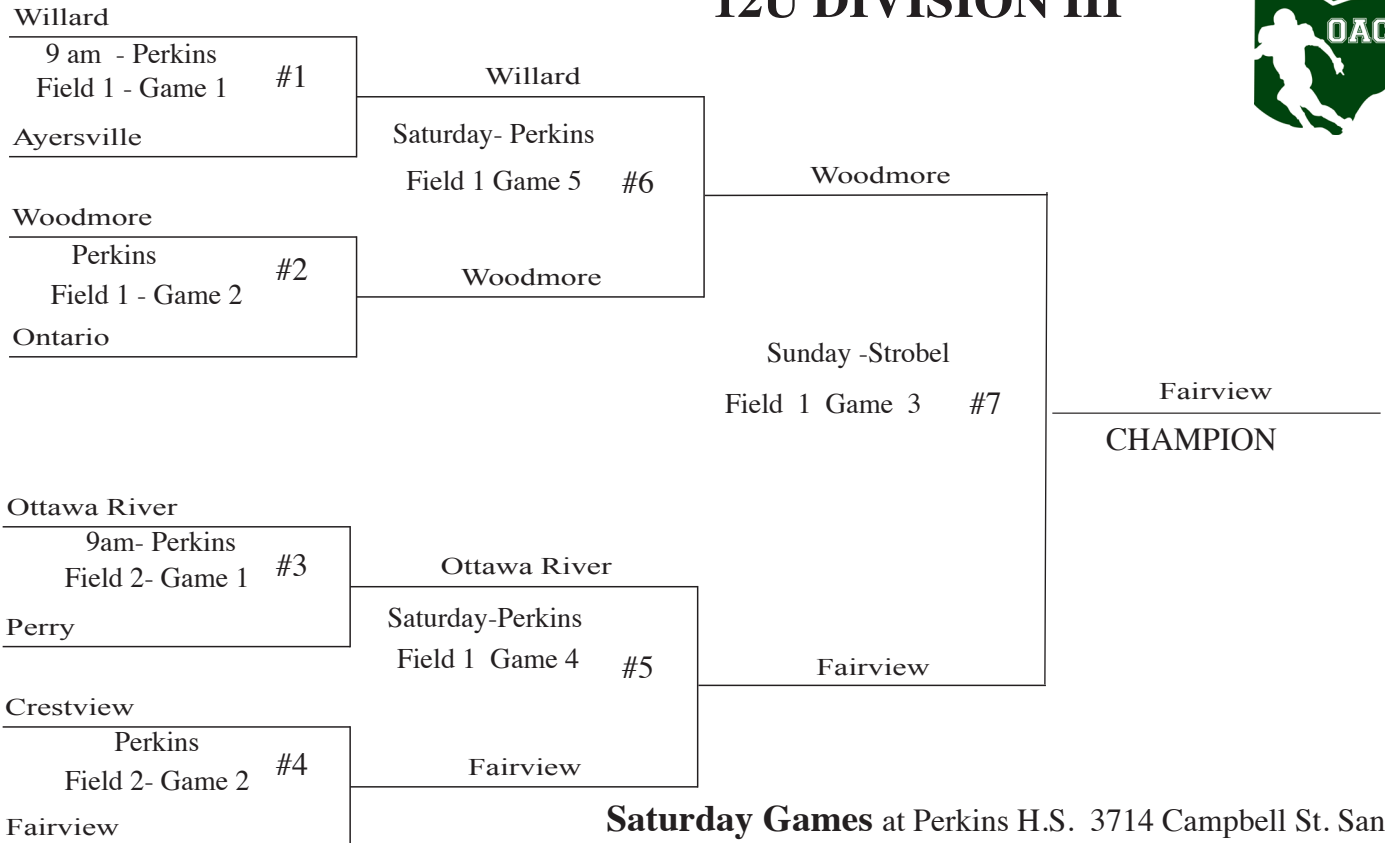 12U DIVISION III
OAC
Willard
9 am - Perkins
Field 1 - Game 1 #1
Ayersville
Willard
Saturday- Perkins
Field 1 Game 5 #6
Woodmore
Woodmore
Perkins
Field 1 - Game 2 #2
Ontario
Woodmore
Sunday -Strobel
Field 1 Game 3 #7
Fairview
CHAMPION
Ottawa River
9am- Perkins
Field 2- Game 1 #3
Perry
Ottawa River
Saturday-Perkins
Field 1 Game 4 #5
Fairview
Crestview
Perkins
Field 2- Game 2 #4
Fairview
Fairview
Saturday Games at Perkins H.S. 3714 Campbell St. San